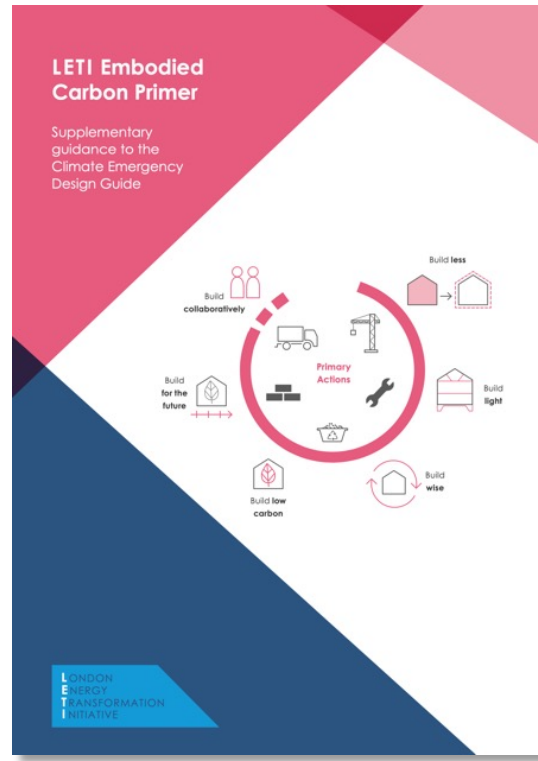 LETI Embodied
Carbon Primer
Supplementary
guidance to the
Climate Emergency
Design Guide
Build less
Build
collaboratively
Primary
Actions
Build
for the
future
Build
light
Build low
carbon
Build
wise
LONDON
ENERGY
TRANSFORMATION
INITIATIVE